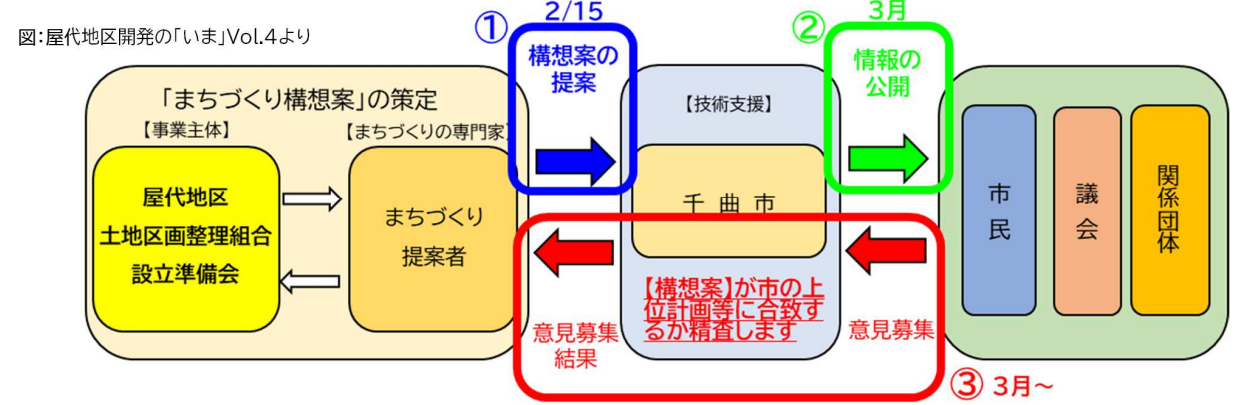 図:屋代地区開発の「いま」Vol.4より
① 2/15
構想案の
提案
② 3月
情報の
公開
「まちづくり構想案」の策定
【事業主体】
【まちづくりの専門家】
屋代地区
土地区画整理組合
設立準備会
まちづくり
提案者
【技術支援】
千曲市
【構想案】が市の上
位計画等に合致す
るか精査します
市民
議会
関係団体
意見募集
結果
意見募集
③ 3月～